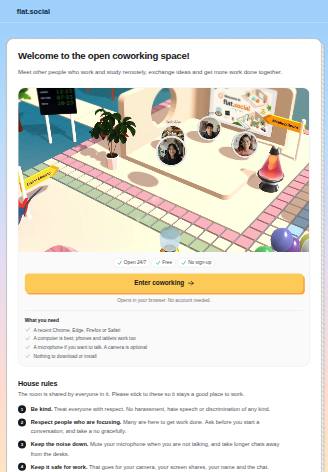 flat.social
Welcome to the open coworking space!
Meet other people who work and study remotely, exchange ideas and get more work done together.
flat.social
Open 24/7
Free
No sign-up
Enter coworking →
Opens in your browser. No account needed.
What you need
A recent Chrome, Edge, Firefox or Safari
A computer is best; phones and tablets work too
A microphone if you want to talk. A camera is optional
Nothing to download or install
House rules
The room is shared by everyone in it. Please stick to these so it stays a good place to work.
1 Be kind. Treat everyone with respect. No harassment, hate speech or discrimination of any kind.
2 Respect people who are focusing. Many are here to get work done. Ask before you start a
conversation, and take a no gracefully.
3 Keep the noise down. Mute your microphone when you are not talking, and take longer chats away
from the desks.
4 Keep it safe for work. That goes for your camera, your screen shares, your name and the chat.